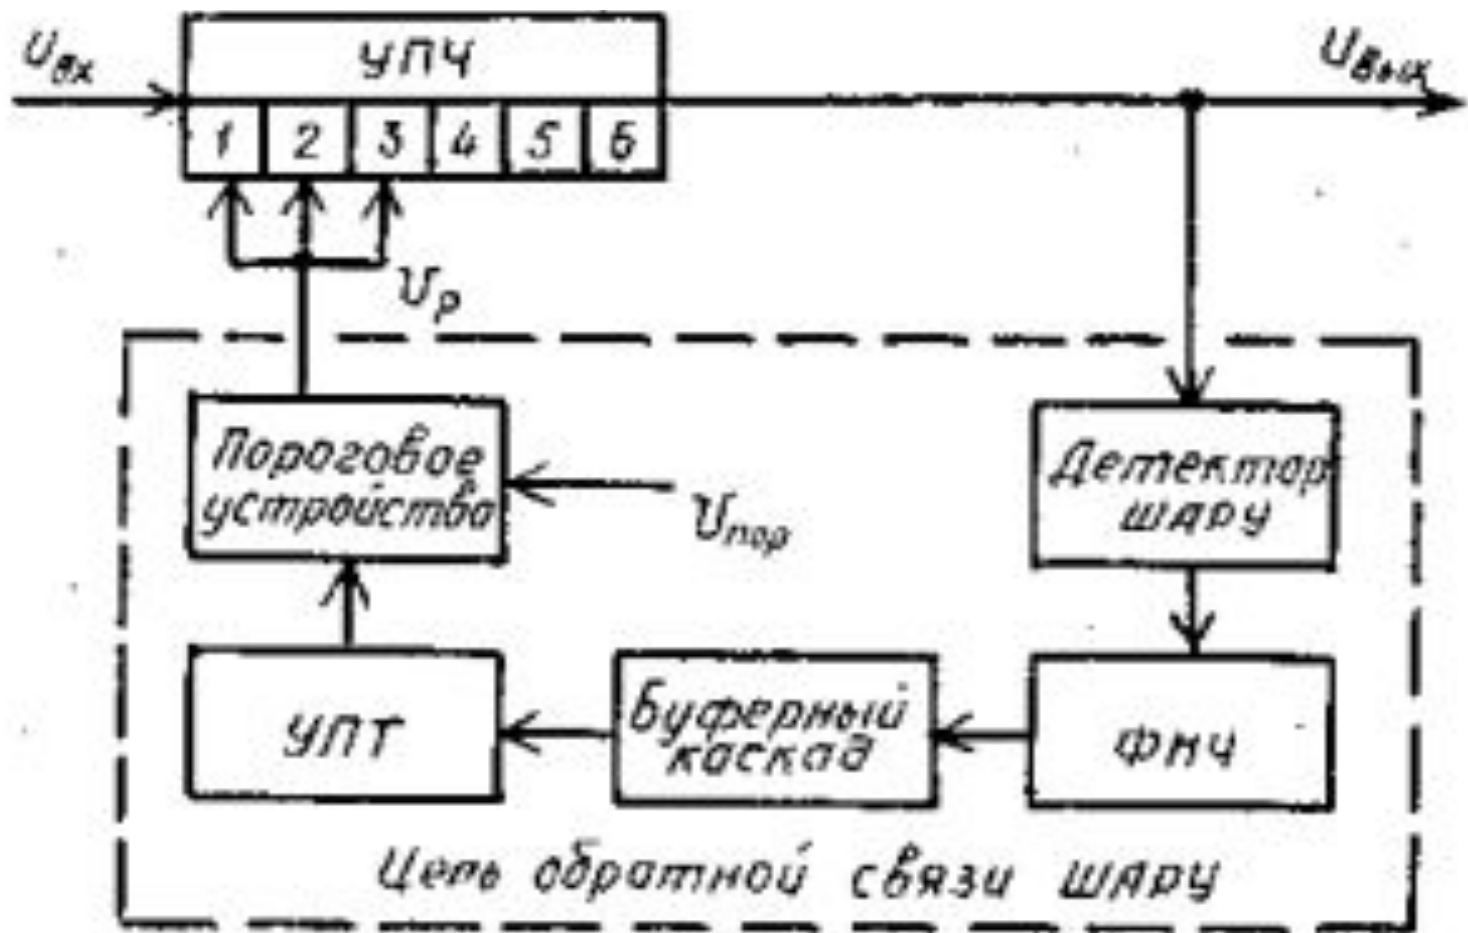 Uвх
УПЧ
Uвых
1 2 3 4 5 6
Uр
Пороговое
устройство
Uпор
Детектор
ШАРУ
УПТ
Буферный
каскад
ФНЧ
Цепь обратной связи ШАРУ